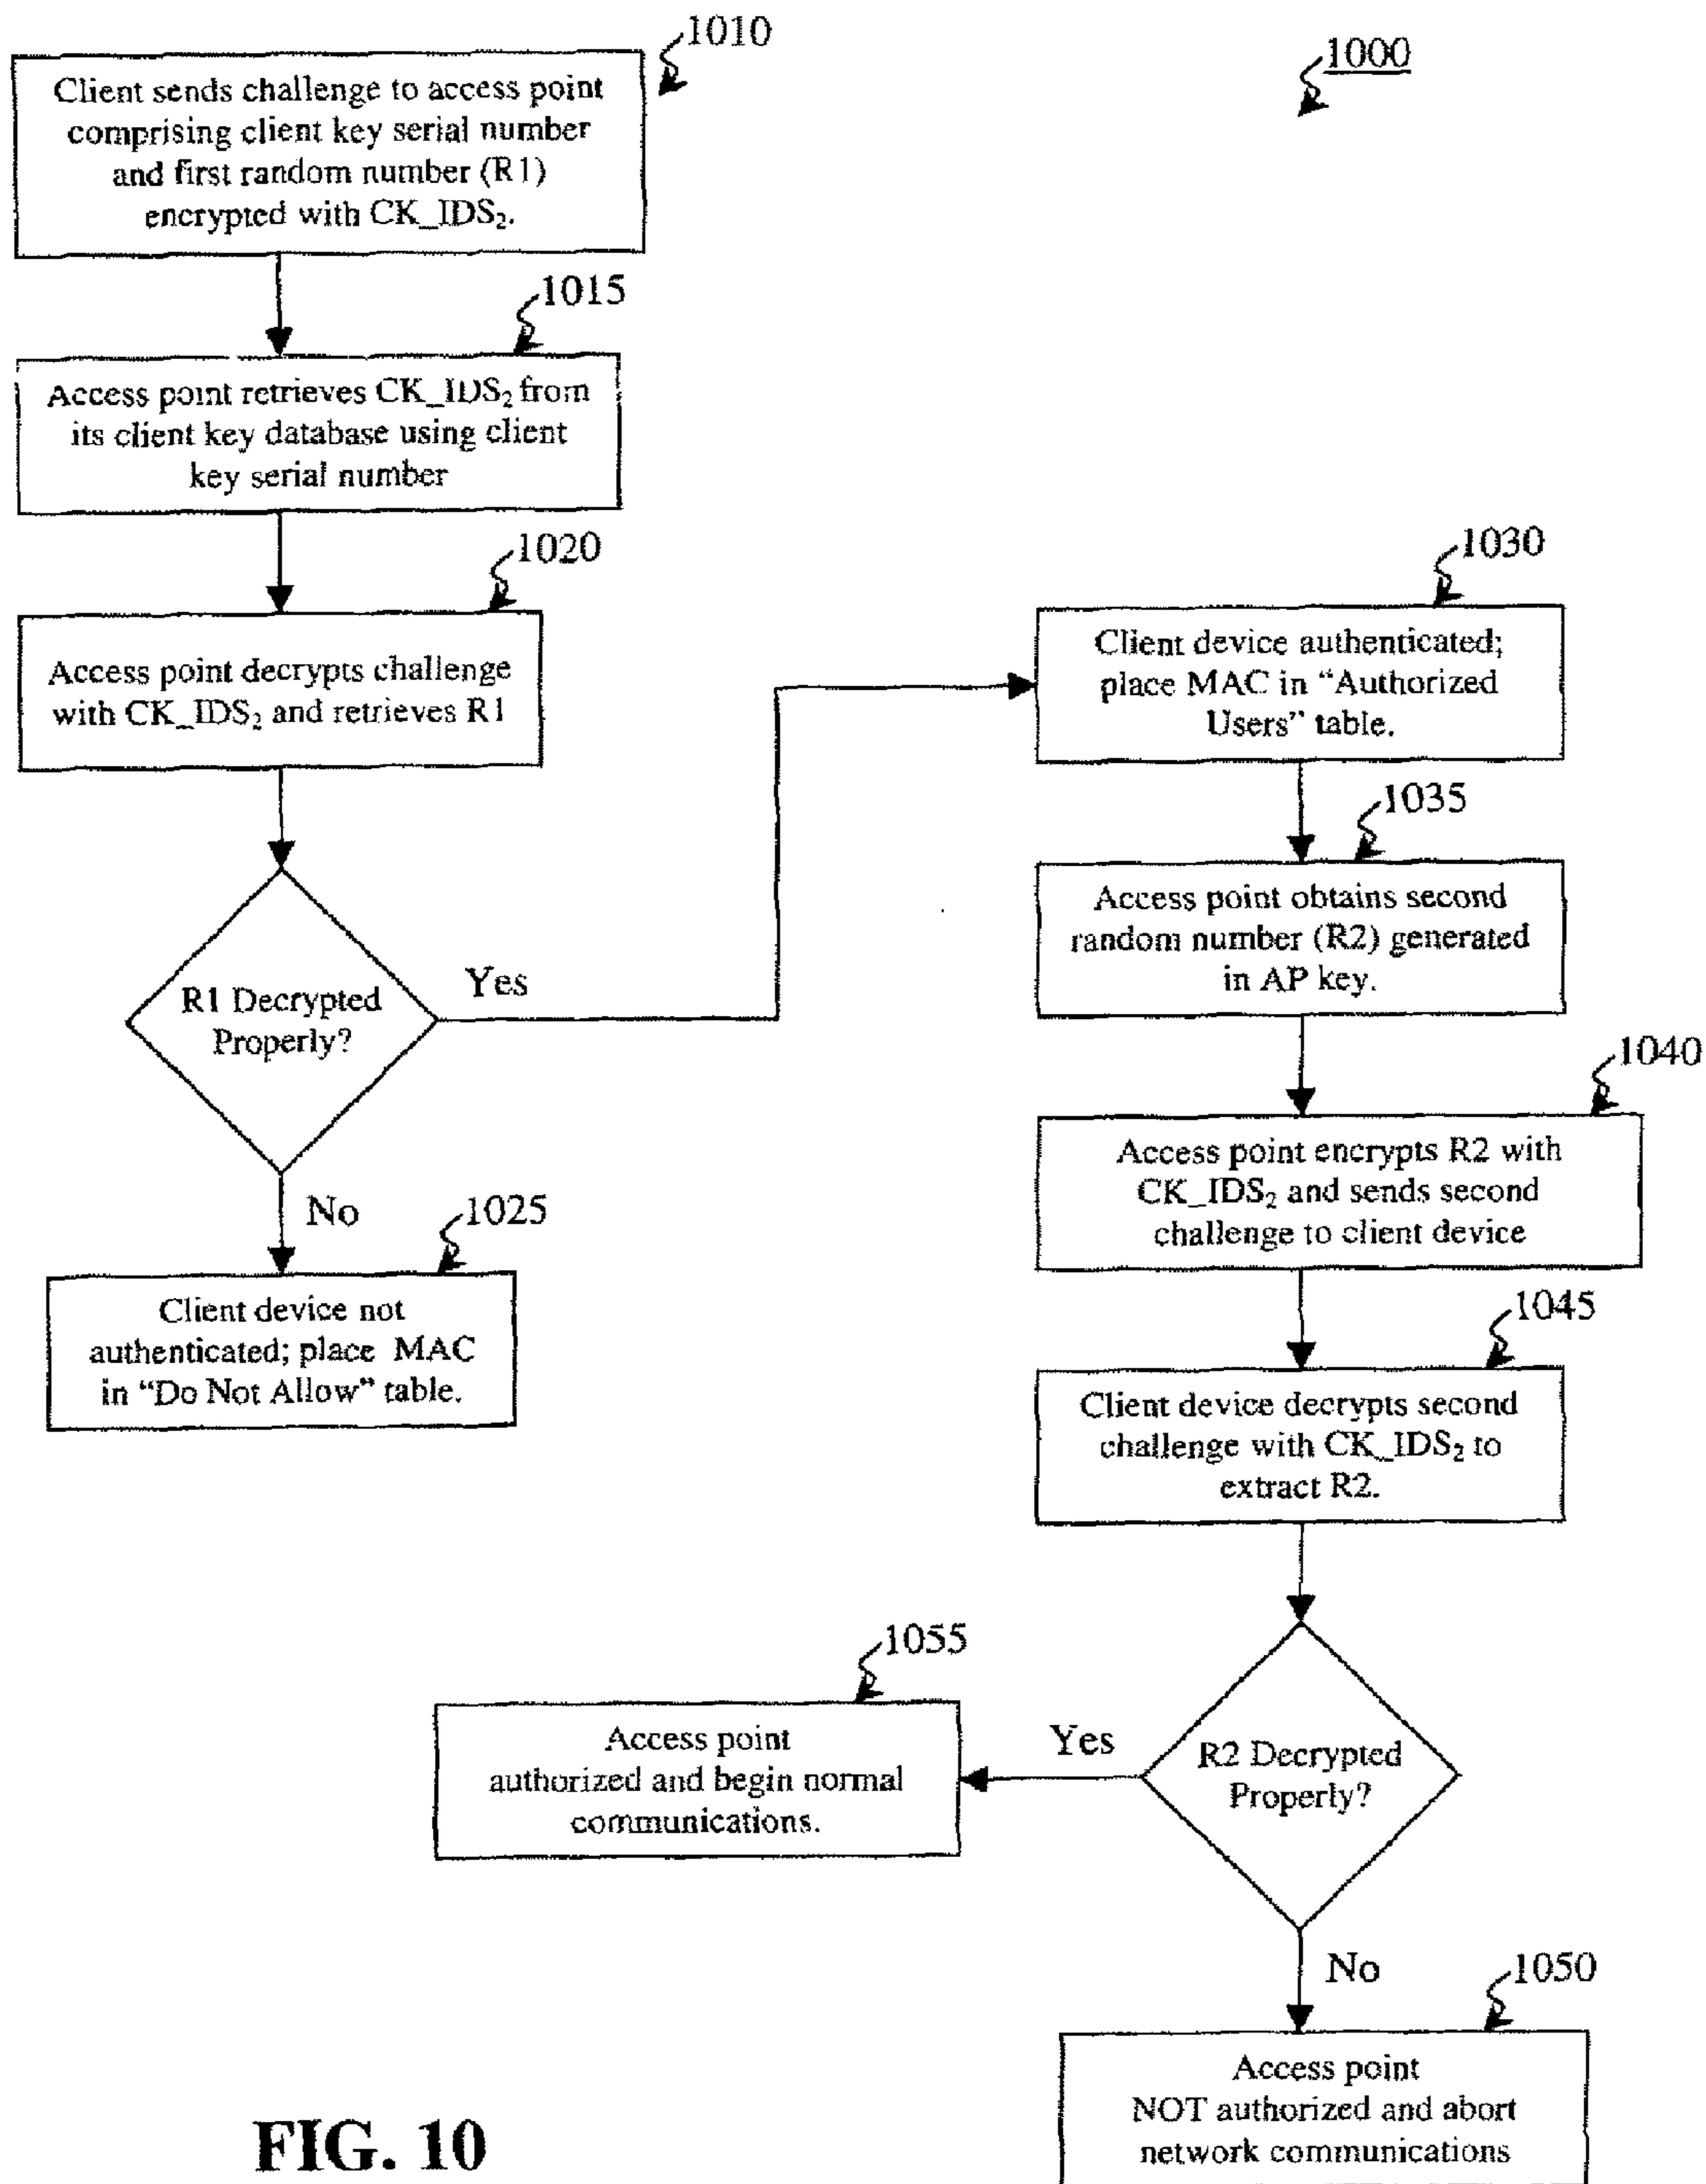 1010
1000
Client sends challenge to access point
comprising client key serial number
and first random number (R1)
encrypted with CK_IDS₂.
1015
Access point retrieves CK_IDS₂ from
its client key database using client
key serial number
1020
Access point decrypts challenge
with CK_IDS₂ and retrieves R1
R1 Decrypted
Properly?
Yes
No
1025
Client device not
authenticated; place MAC
in “Do Not Allow” table.
1030
Client device authenticated;
place MAC in “Authorized
Users” table.
1035
Access point obtains second
random number (R2) generated
in AP key.
1040
Access point encrypts R2 with
CK_IDS₂ and sends second
challenge to client device
1045
Client device decrypts second
challenge with CK_IDS₂ to
extract R2.
R2 Decrypted
Properly?
Yes
1055
Access point
authorized and begin normal
communications.
No
1050
Access point
NOT authorized and abort
network communications
FIG. 10